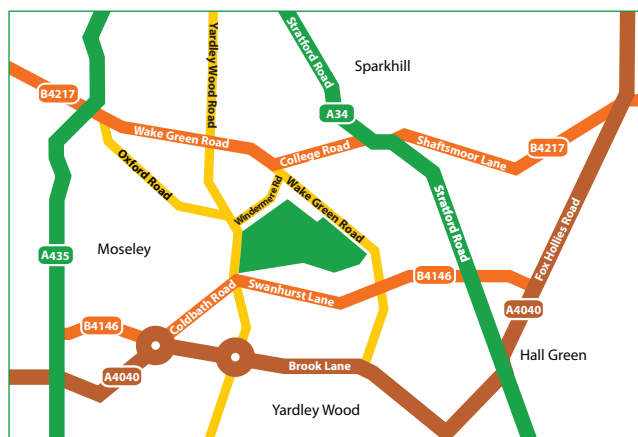 Yardley Wood Road
Stratford Road
Sparkhill
B4217
A34
Wake Green Road
College Road
Shaftsmoor Lane
B4217
Oxford Road
Windermere Rd
Wake Green Road
Stratford Road
Fox Hollies Road
Moseley
A435
B4146
Swanhurst Lane
Coldbath Road
A4040
B4146
Hall Green
Brook Lane
A4040
Yardley Wood